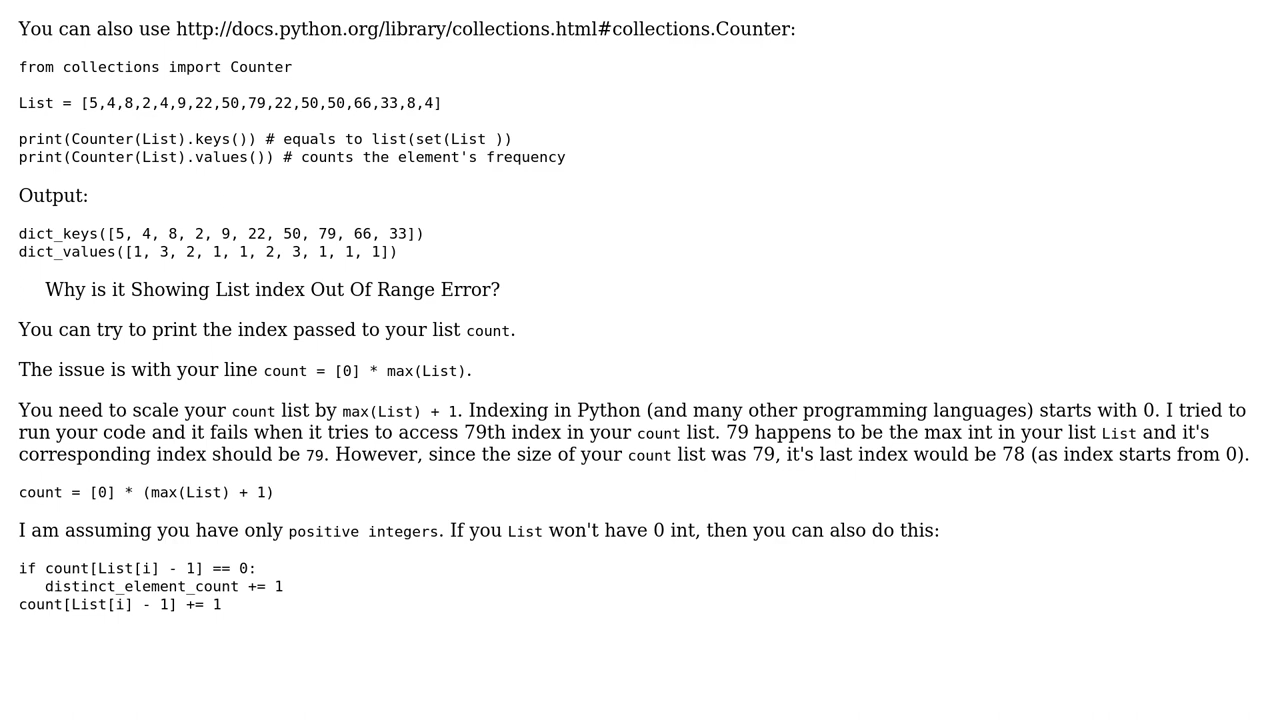 You can also use http://docs.python.org/library/collections.html#collections.Counter:
from collections import Counter
List = [5,4,8,2,4,9,22,50,79,22,50,50,66,33,8,4]
print(Counter(List).keys()) # equals to list(set(List ))
print(Counter(List).values()) # counts the element's frequency
Output:
dict_keys([5, 4, 8, 2, 9, 22, 50, 79, 66, 33])
dict_values([1, 3, 2, 1, 1, 2, 3, 1, 1, 1])
Why is it Showing List index Out Of Range Error?
You can try to print the index passed to your list count.
The issue is with your line count = [0] * max(List).
You need to scale your count list by max(List) + 1. Indexing in Python (and many other programming languages) starts with 0. I tried to
run your code and it fails when it tries to access 79th index in your count list. 79 happens to be the max int in your list List and it's
corresponding index should be 79. However, since the size of your count list was 79, it's last index would be 78 (as index starts from 0).
count = [0] * (max(List) + 1)
I am assuming you have only positive integers. If you List won't have 0 int, then you can also do this:
if count[List[i] - 1] == 0:
   distinct_element_count += 1
count[List[i] - 1] += 1